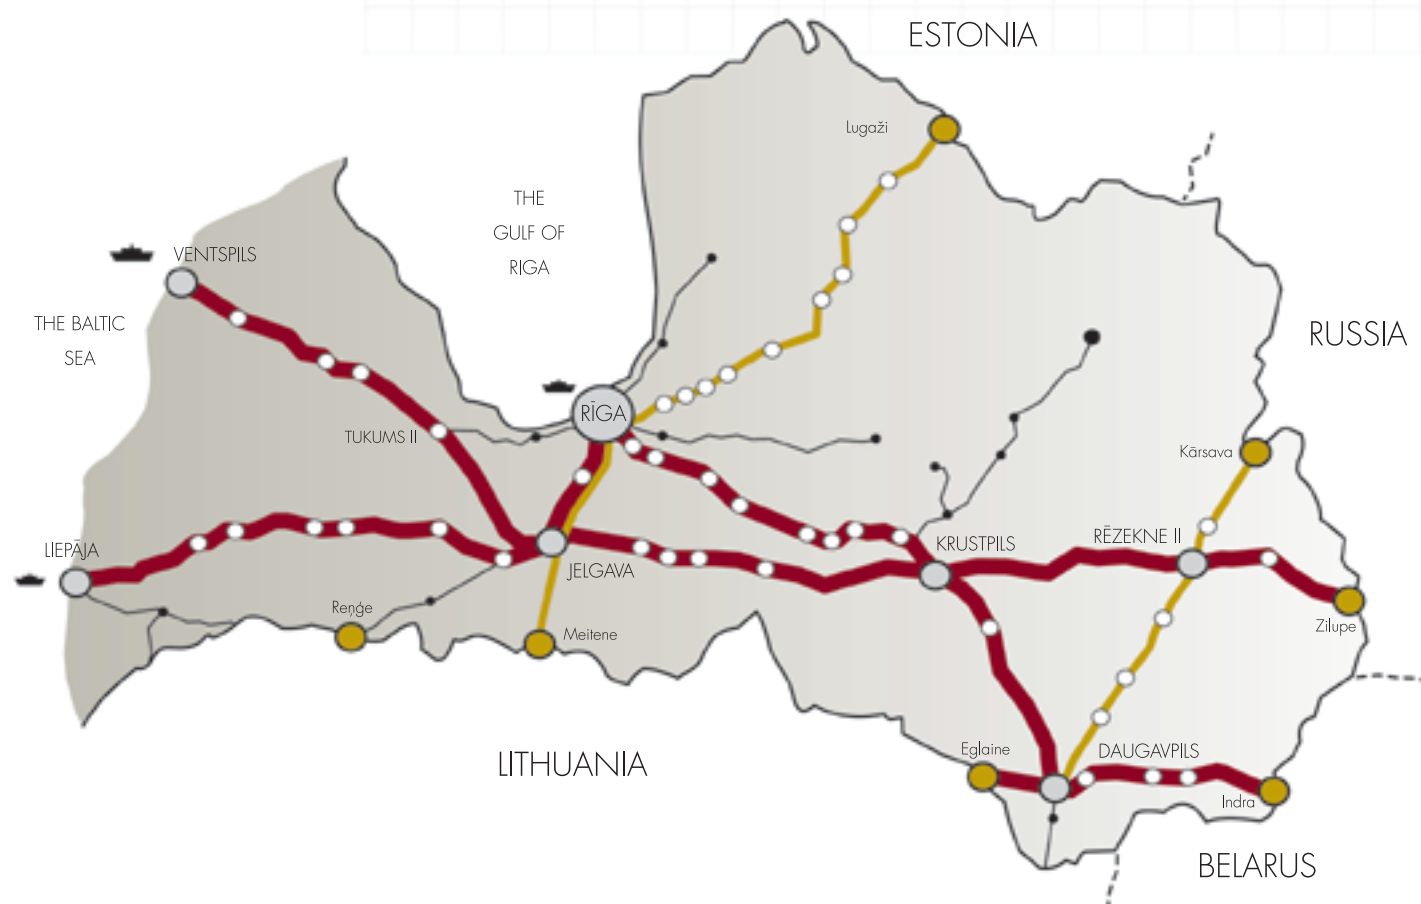 ESTONIA
Lugaži
THE
GULF OF
RIGA
VENTSPILS
THE BALTIC
SEA
RUSSIA
RĪGA
TUKUMS II
Kārsava
LIEPĀJA
KRUSTPILS
RĒZEKNE II
JELGAVA
Reņģe
Meitene
Zilupe
LITHUANIA
Eglaine
DAUGAVPILS
Indra
BELARUS